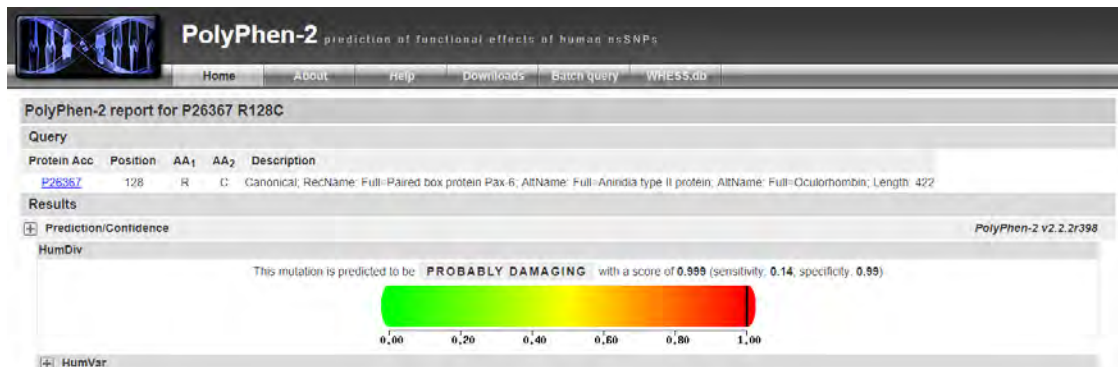 PolyPhen-2 prediction of functional effects of human nsSNPs
Home About Help Downloads Batch query WHESS.db
PolyPhen-2 report for P26367 R128C
Query
Protein Acc Position AA1 AA2 Description
P26367 128 R C Canonical; RecName: Full=Paired box protein Pax-6; AltName: Full=Aniridia type II protein; AltName: Full=Oculorhombin; Length: 422
Results
+ Prediction/Confidence PolyPhen-2 v2.2.2r398
HumDiv
This mutation is predicted to be PROBABLY DAMAGING with a score of 0.999 (sensitivity: 0.14; specificity: 0.99)
0,00 0,20 0,40 0,60 0,80 1,00
+ HumVar